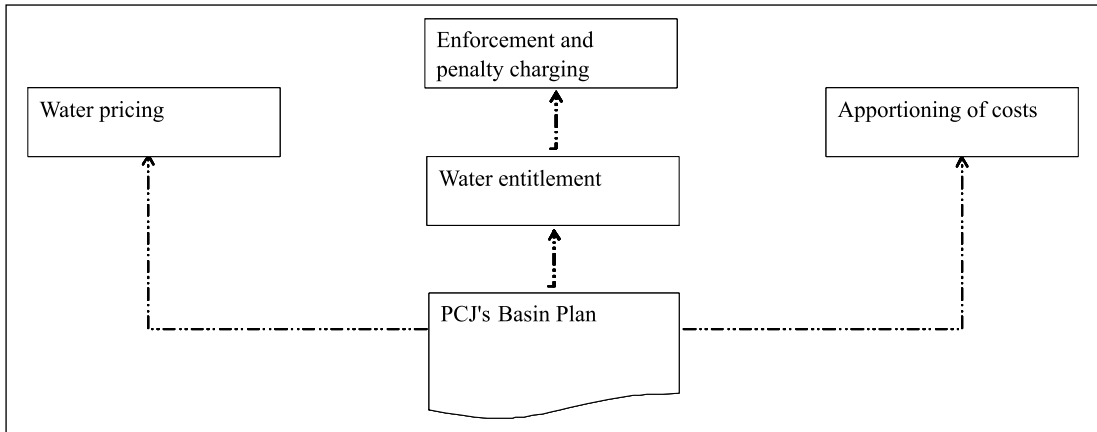 Enforcement and
penalty charging
Water pricing
Apportioning of costs
Water entitlement
PCJ's Basin Plan